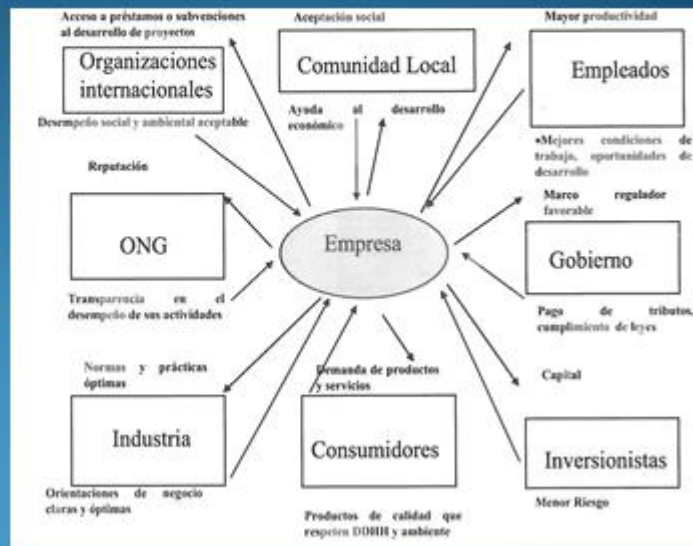 Acceso a préstamos o subvenciones
al desarrollo de proyectos
Organizaciones
internacionales
Desempeño social y ambiental aceptable
Aceptación social
Comunidad Local
Ayuda al desarrollo
económico
Mayor productividad
Empleados
•Mejores condiciones de
trabajo, oportunidades de
desarrollo
Reputación
ONG
Transparencia en el
desempeño de sus actividades
Empresa
Marco regulador
favorable
Gobierno
Pago de tributos,
cumplimiento de leyes
Normas y prácticas
óptimas
Industria
Orientaciones de negocio
claras y óptimas
Demanda de productos
y servicios
Consumidores
Productos de calidad que
respeten DDHH y ambiente
Capital
Inversionistas
Menor Riesgo